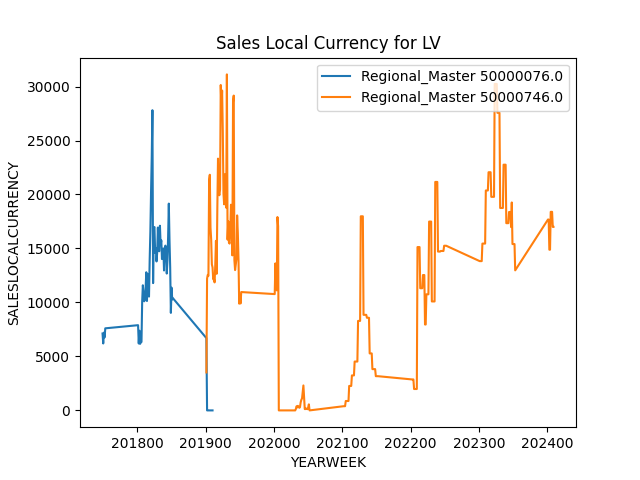 Sales Local Currency for LV
Regional_Master 50000076.0
Regional_Master 50000746.0
SALESLOCALCURRENCY
30000
25000
20000
15000
10000
5000
0
201800 201900 202000 202100 202200 202300 202400
YEARWEEK